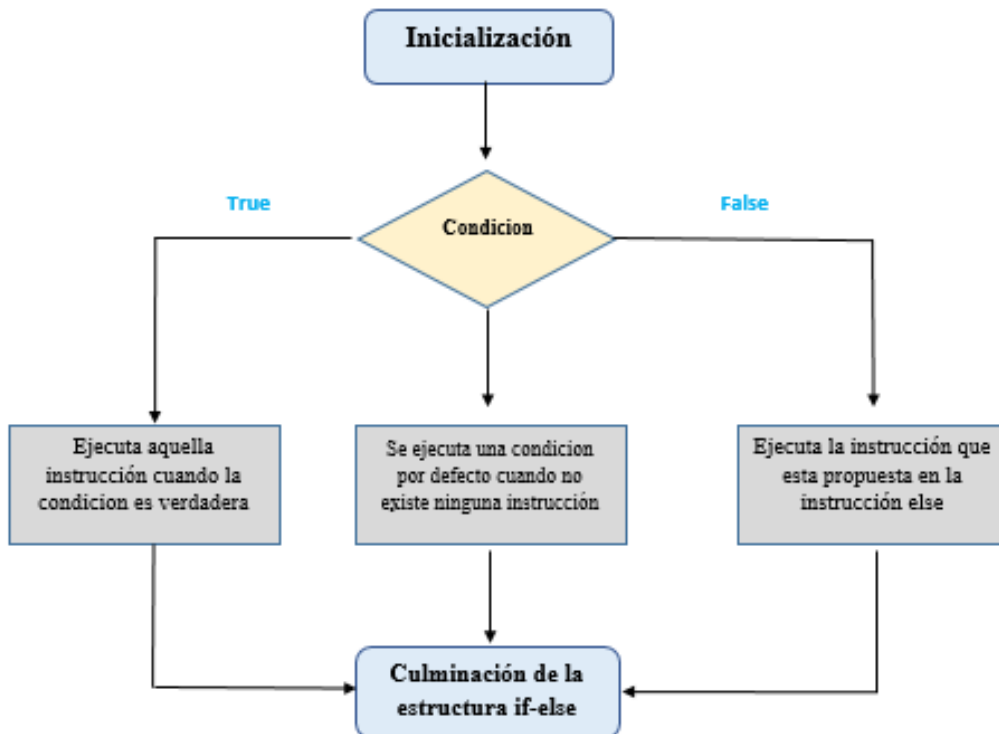 Inicialización
True
False
Condicion
Ejecuta aquella
instrucción cuando la
condicion es verdadera
Se ejecuta una condicion
por defecto cuando no
existe ninguna instrucción
Ejecuta la instrucción que
esta propuesta en la
instrucción else
Culminación de la
estructura if-else